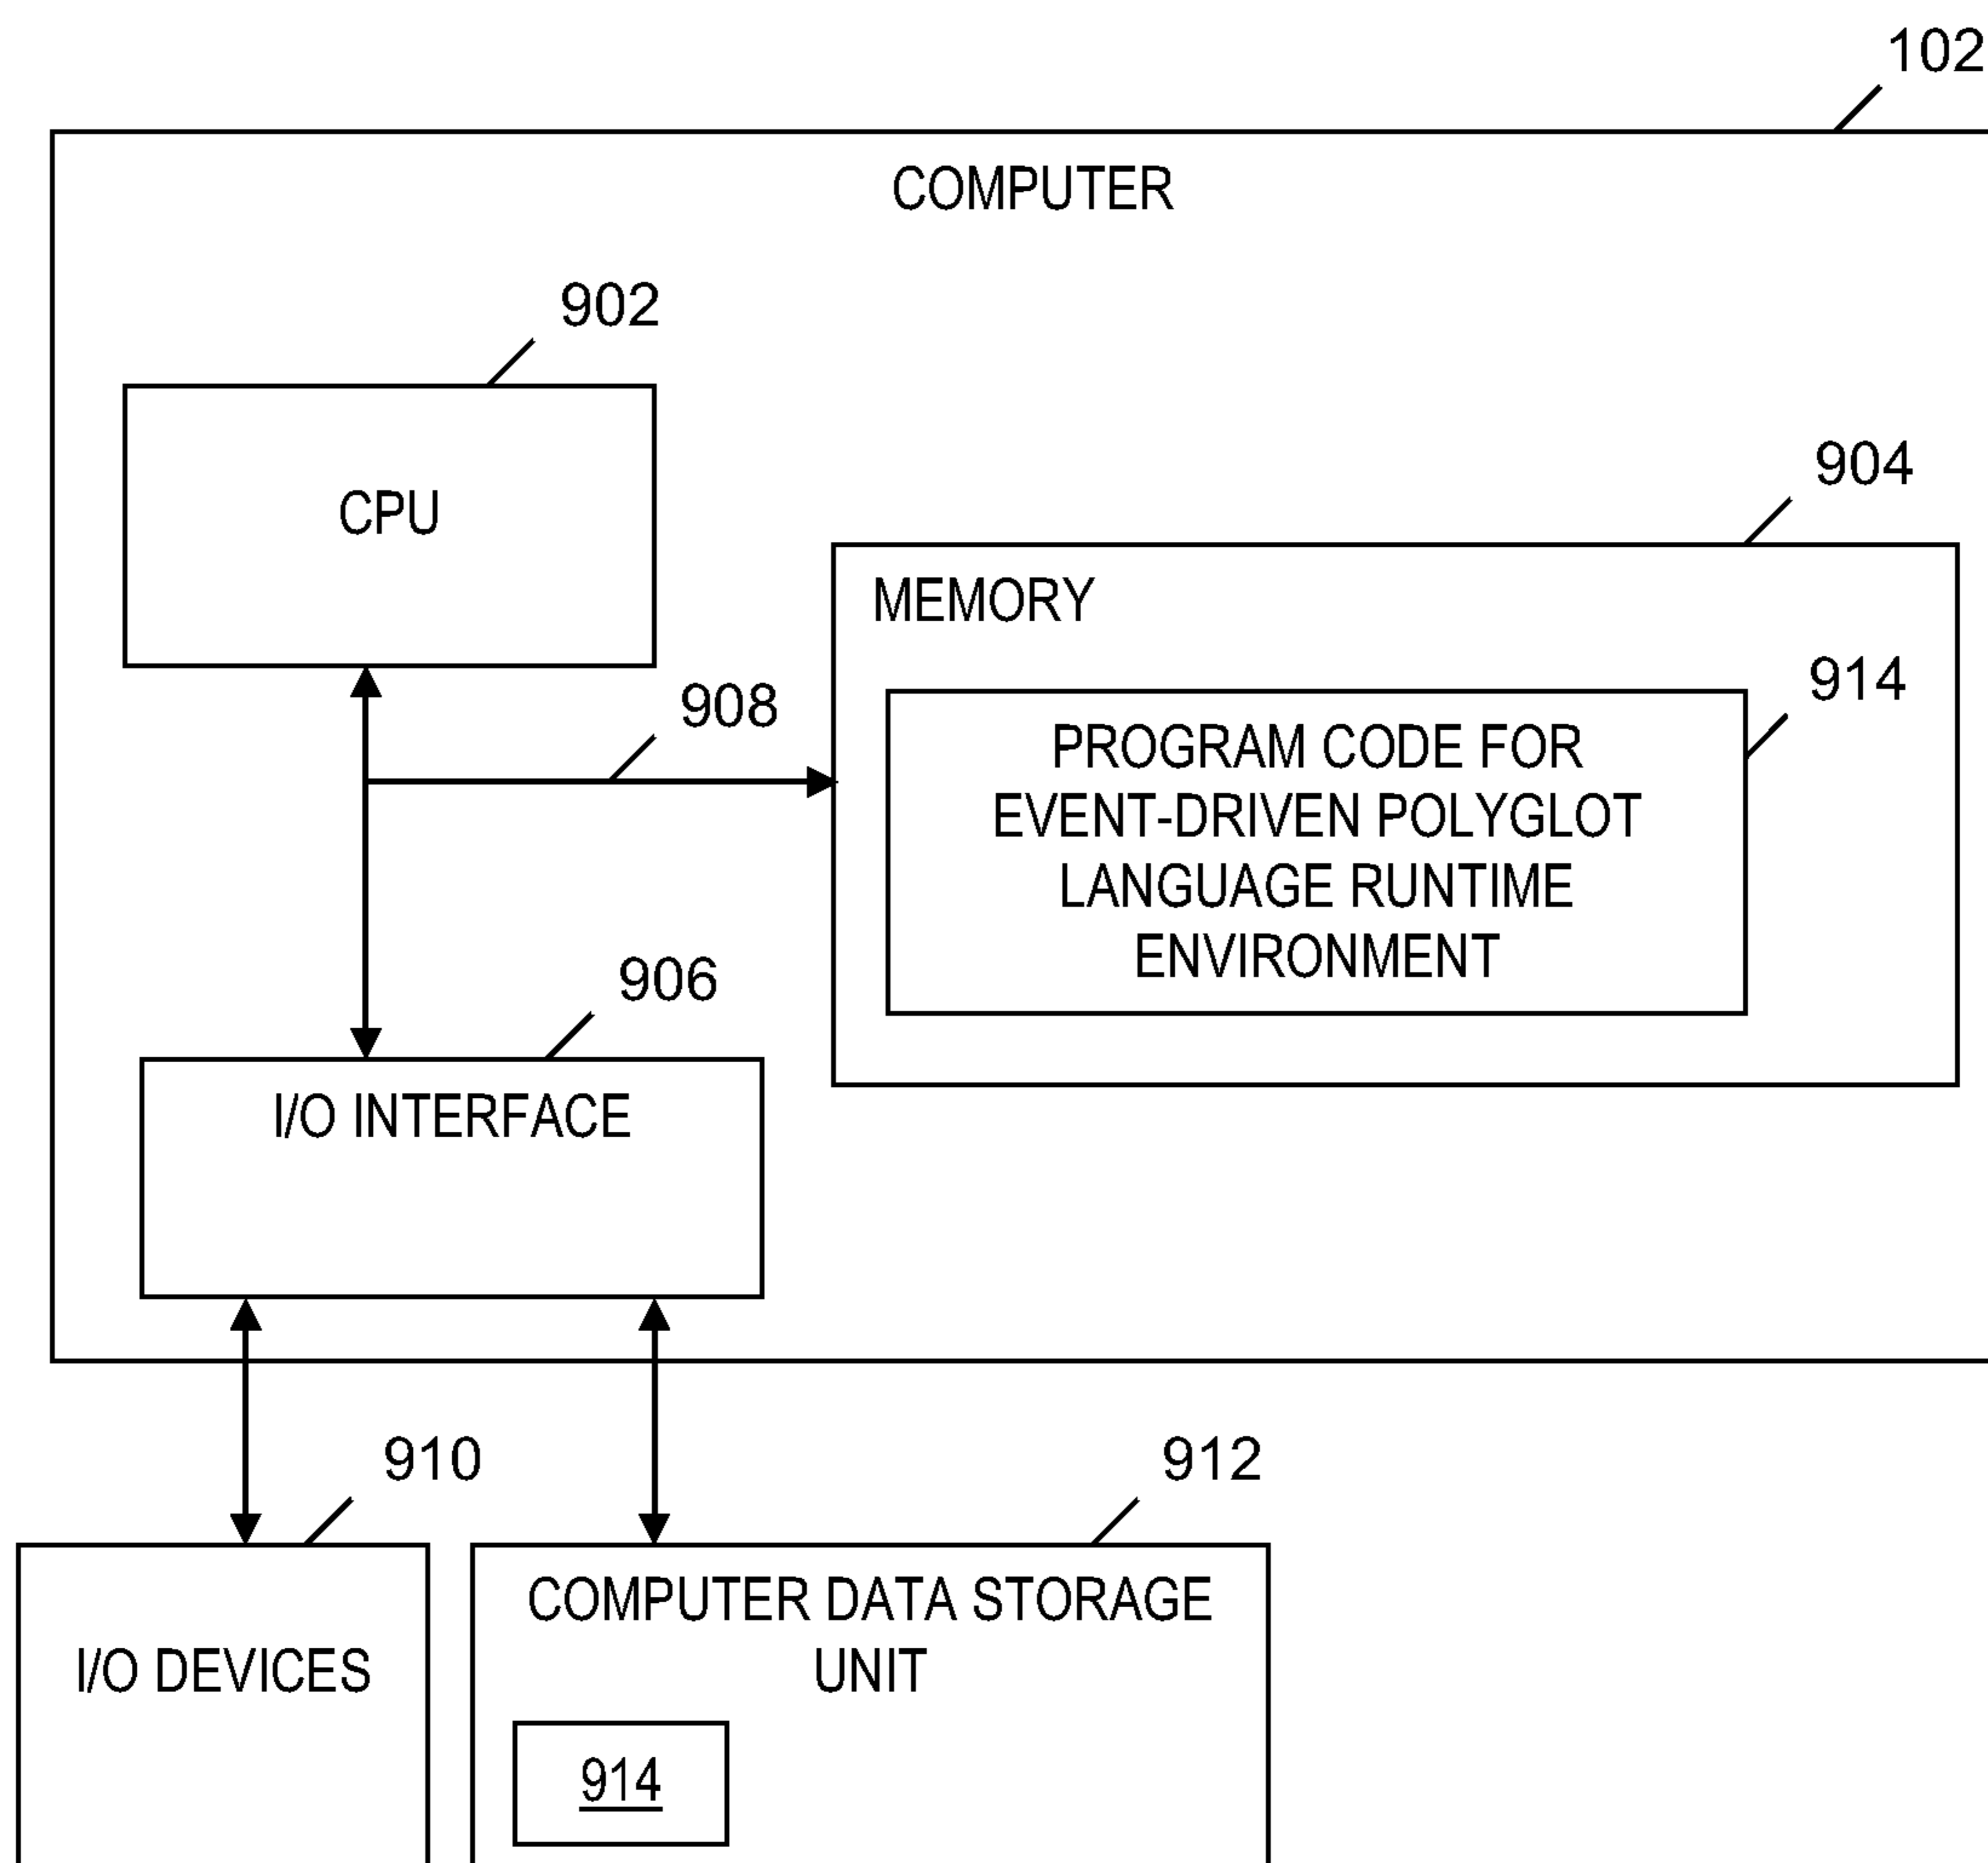 102
COMPUTER
902
CPU
904
MEMORY
914
PROGRAM CODE FOR
EVENT-DRIVEN POLYGLOT
LANGUAGE RUNTIME
ENVIRONMENT
908
906
I/O INTERFACE
910
I/O DEVICES
912
COMPUTER DATA STORAGE
UNIT
914